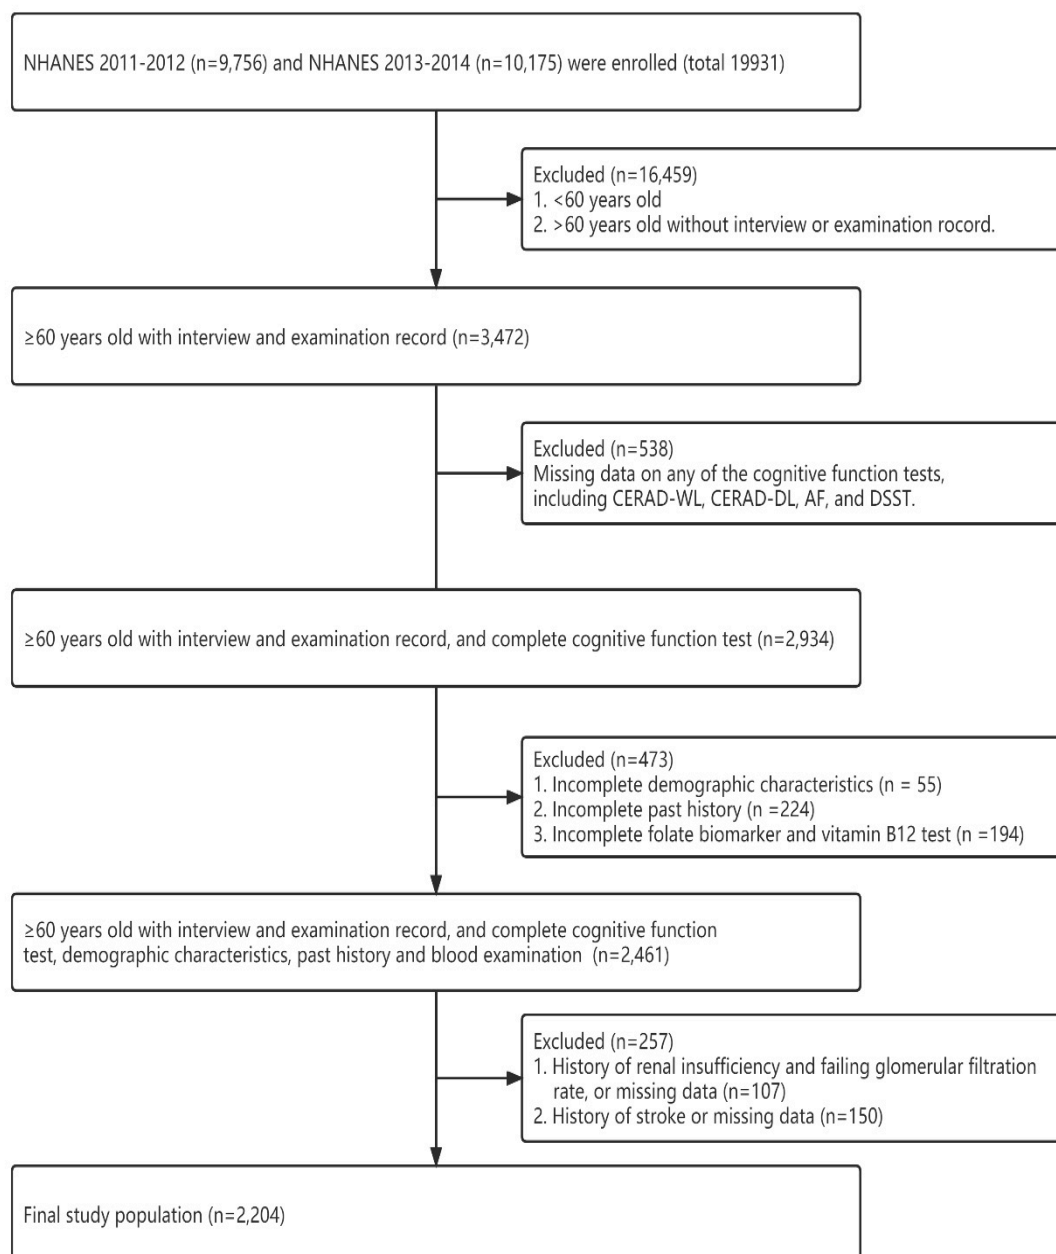 NHANES 2011-2012 (n=9,756) and NHANES 2013-2014 (n=10,175) were enrolled (total 19931)
Excluded (n=16,459)
1. <60 years old
2. >60 years old without interview or examination rocord.
≥60 years old with interview and examination record (n=3,472)
Excluded (n=538)
Missing data on any of the cognitive function tests,
including CERAD-WL, CERAD-DL, AF, and DSST.
≥60 years old with interview and examination record, and complete cognitive function test (n=2,934)
Excluded (n=473)
1. Incomplete demographic characteristics (n = 55)
2. Incomplete past history (n =224)
3. Incomplete folate biomarker and vitamin B12 test (n =194)
≥60 years old with interview and examination record, and complete cognitive function
test, demographic characteristics, past history and blood examination (n=2,461)
Excluded (n=257)
1. History of renal insufficiency and failing glomerular filtration
rate, or missing data (n=107)
2. History of stroke or missing data (n=150)
Final study population (n=2,204)